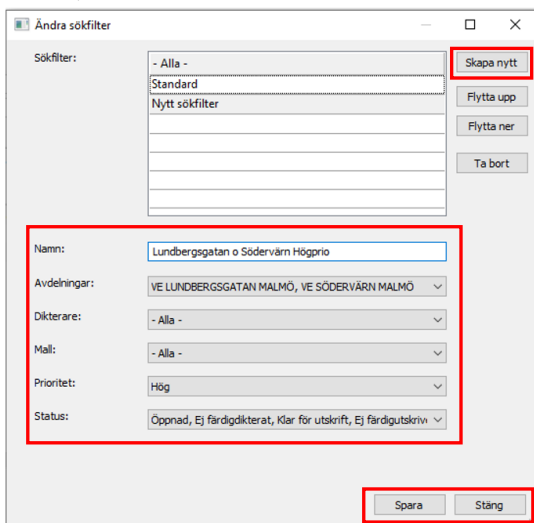 Ändra sökfilter
Sökfilter:
- Alla -
Skapa nytt
Standard
Nytt sökfilter
Flytta upp
Flytta ner
Ta bort
Namn:
Lundbergsgatan o Södervärn Högprio
Avdelningar:
VE LUNDBERGSGATAN MALMÖ, VE SÖDERVÄRN MALMÖ
Dikterare:
- Alla -
Mall:
- Alla -
Prioritet:
Hög
Status:
Öppnad, Ej färdigdikterat, Klar för utskrift, Ej färdigutskriv
Spara
Stäng